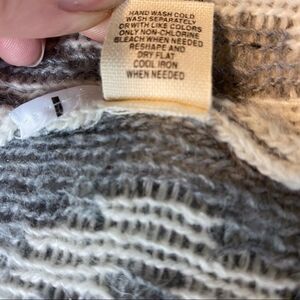 HAND WASH COLD
WASH SEPARATELY
OR WITH LIKE COLORS
ONLY NON-CHLORINE
BLEACH WHEN NEEDED
RESHAPE AND
DRY FLAT
COOL IRON
WHEN NEEDED